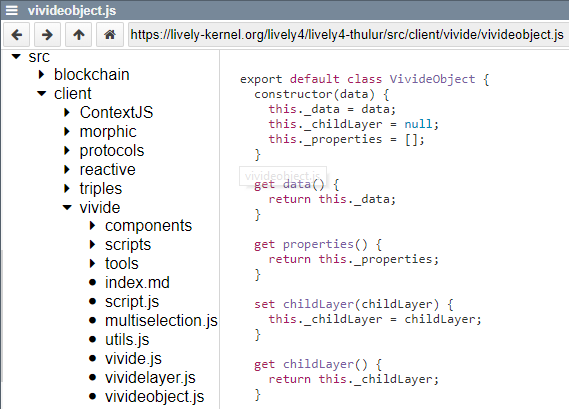 vivideobject.js
https://lively-kernel.org/lively4/lively4-thulur/src/client/vivide/vivideobject.js
src
blockchain
client
ContextJS
morphic
protocols
reactive
triples
vivide
components
scripts
tools
index.md
script.js
multiselection.js
utils.js
vivide.js
vividelayer.js
vivideobject.js
export default class VivideObject {
constructor(data) {
this._data = data;
this._childLayer = null;
this._properties = [];
}
vivideobject.js
get data() {
return this._data;
}
get properties() {
return this._properties;
}
set childLayer(childLayer) {
this._childLayer = childLayer;
}
get childLayer() {
return this._childLayer;
}